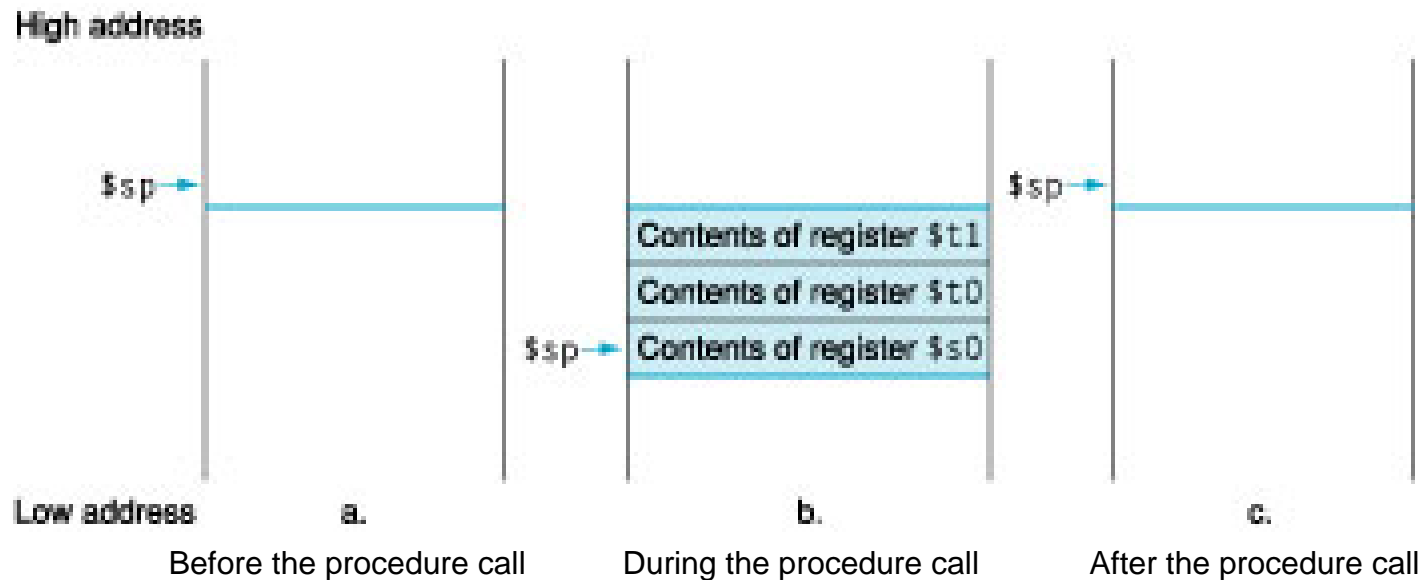 High address
$sp
$sp
Contents of register $t1
Contents of register $t0
$sp
Contents of register $s0
Low address
a.
b.
c.
Before the procedure call
During the procedure call
After the procedure call